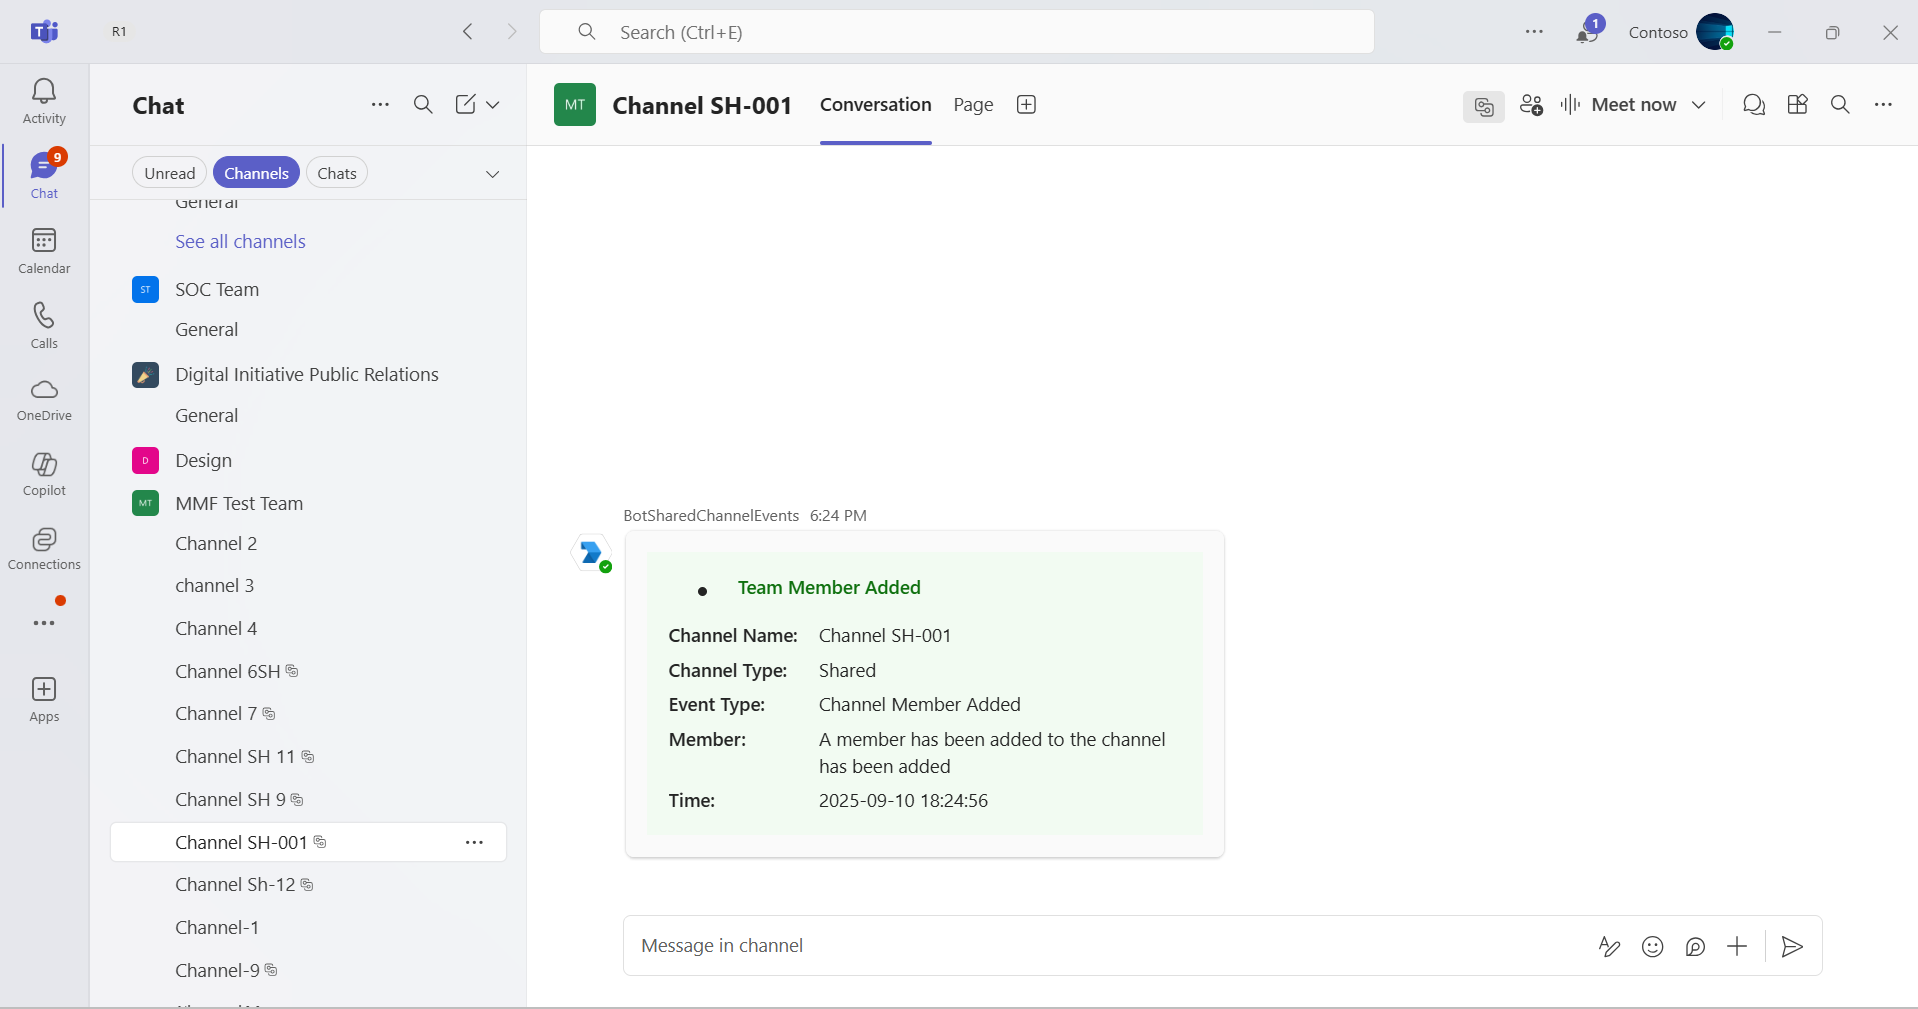 R1
Search (Ctrl+E)
1
Contoso
Activity
9
Chat
Calendar
Calls
OneDrive
Copilot
Connections
Apps
Chat
Unread
Channels
Chats
General
See all channels
ST
SOC Team
General
Digital Initiative Public Relations
General
D
Design
MT
MMF Test Team
Channel 2
channel 3
Channel 4
Channel 6SH
Channel 7
Channel SH 11
Channel SH 9
Channel SH-001
Channel Sh-12
Channel-1
Channel-9
MT
Channel SH-001
Conversation
Page
Meet now
BotSharedChannelEvents 6:24 PM
Team Member Added
Channel Name: Channel SH-001
Channel Type: Shared
Event Type: Channel Member Added
Member: A member has been added to the channel
has been added
Time: 2025-09-10 18:24:56
Message in channel